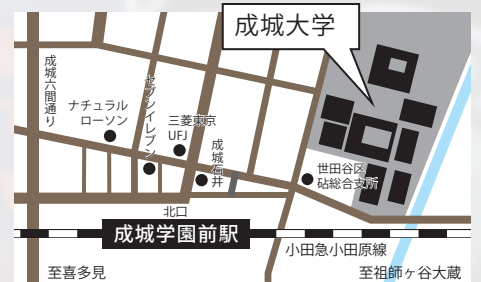 成城大学
成城六間通り
ナチュラル
ローソン
セブンイレブン
三菱東京
UFJ
成城石井
世田谷区
砧総合支所
北口
成城学園前駅
小田急小田原線
至喜多見
至祖師ヶ谷大蔵